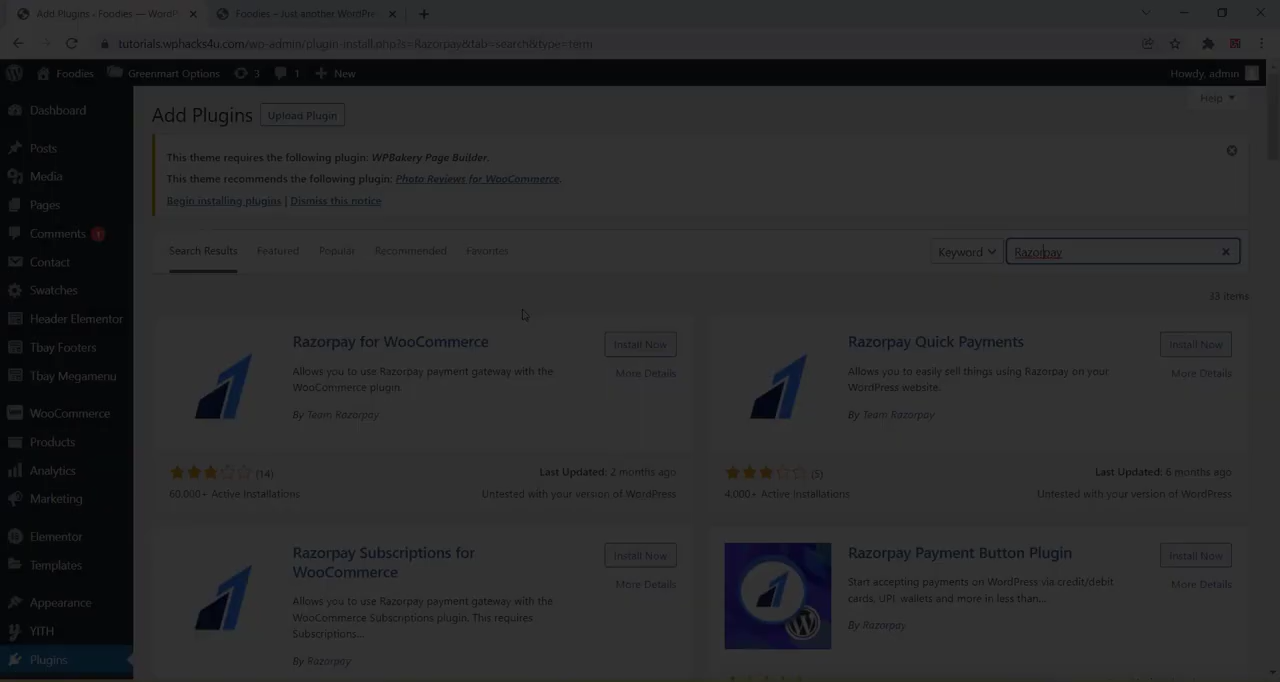 Add Plugins ‹ Foodies — WordP
Foodies – Just another WordPre
tutorials.wphacks4u.com/wp-admin/plugin-install.php?s=Razorpay&tab=search&type=term
Foodies
Greenmart Options
3
1
New
Howdy, admin
Dashboard
Posts
Media
Pages
Comments 1
Contact
Swatches
Header Elementor
Tbay Footers
Tbay Megamenu
WooCommerce
Products
Analytics
Marketing
Elementor
Templates
Appearance
YITH
Plugins
Help
Add Plugins
Upload Plugin
This theme requires the following plugin: WPBakery Page Builder.
This theme recommends the following plugin: Photo Reviews for WooCommerce.
Begin installing plugins | Dismiss this notice
Search Results
Featured
Popular
Recommended
Favorites
Keyword
Razorpay
33 items
Razorpay for WooCommerce
Install Now
More Details
Allows you to use Razorpay payment gateway with the
WooCommerce plugin.
By Team Razorpay
(14)
Last Updated: 2 months ago
60,000+ Active Installations
Untested with your version of WordPress
Razorpay Quick Payments
Install Now
More Details
Allows you to easily sell things using Razorpay on your
WordPress website.
By Team Razorpay
(5)
Last Updated: 6 months ago
4,000+ Active Installations
Untested with your version of WordPress
Razorpay Subscriptions for
WooCommerce
Install Now
More Details
Allows you to use Razorpay payment gateway with the
WooCommerce Subscriptions plugin. This requires
Subscriptions...
By Razorpay
Razorpay Payment Button Plugin
Install Now
More Details
Start accepting payments on WordPress via credit/debit
cards, UPI, wallets and more in less than...
By Razorpay